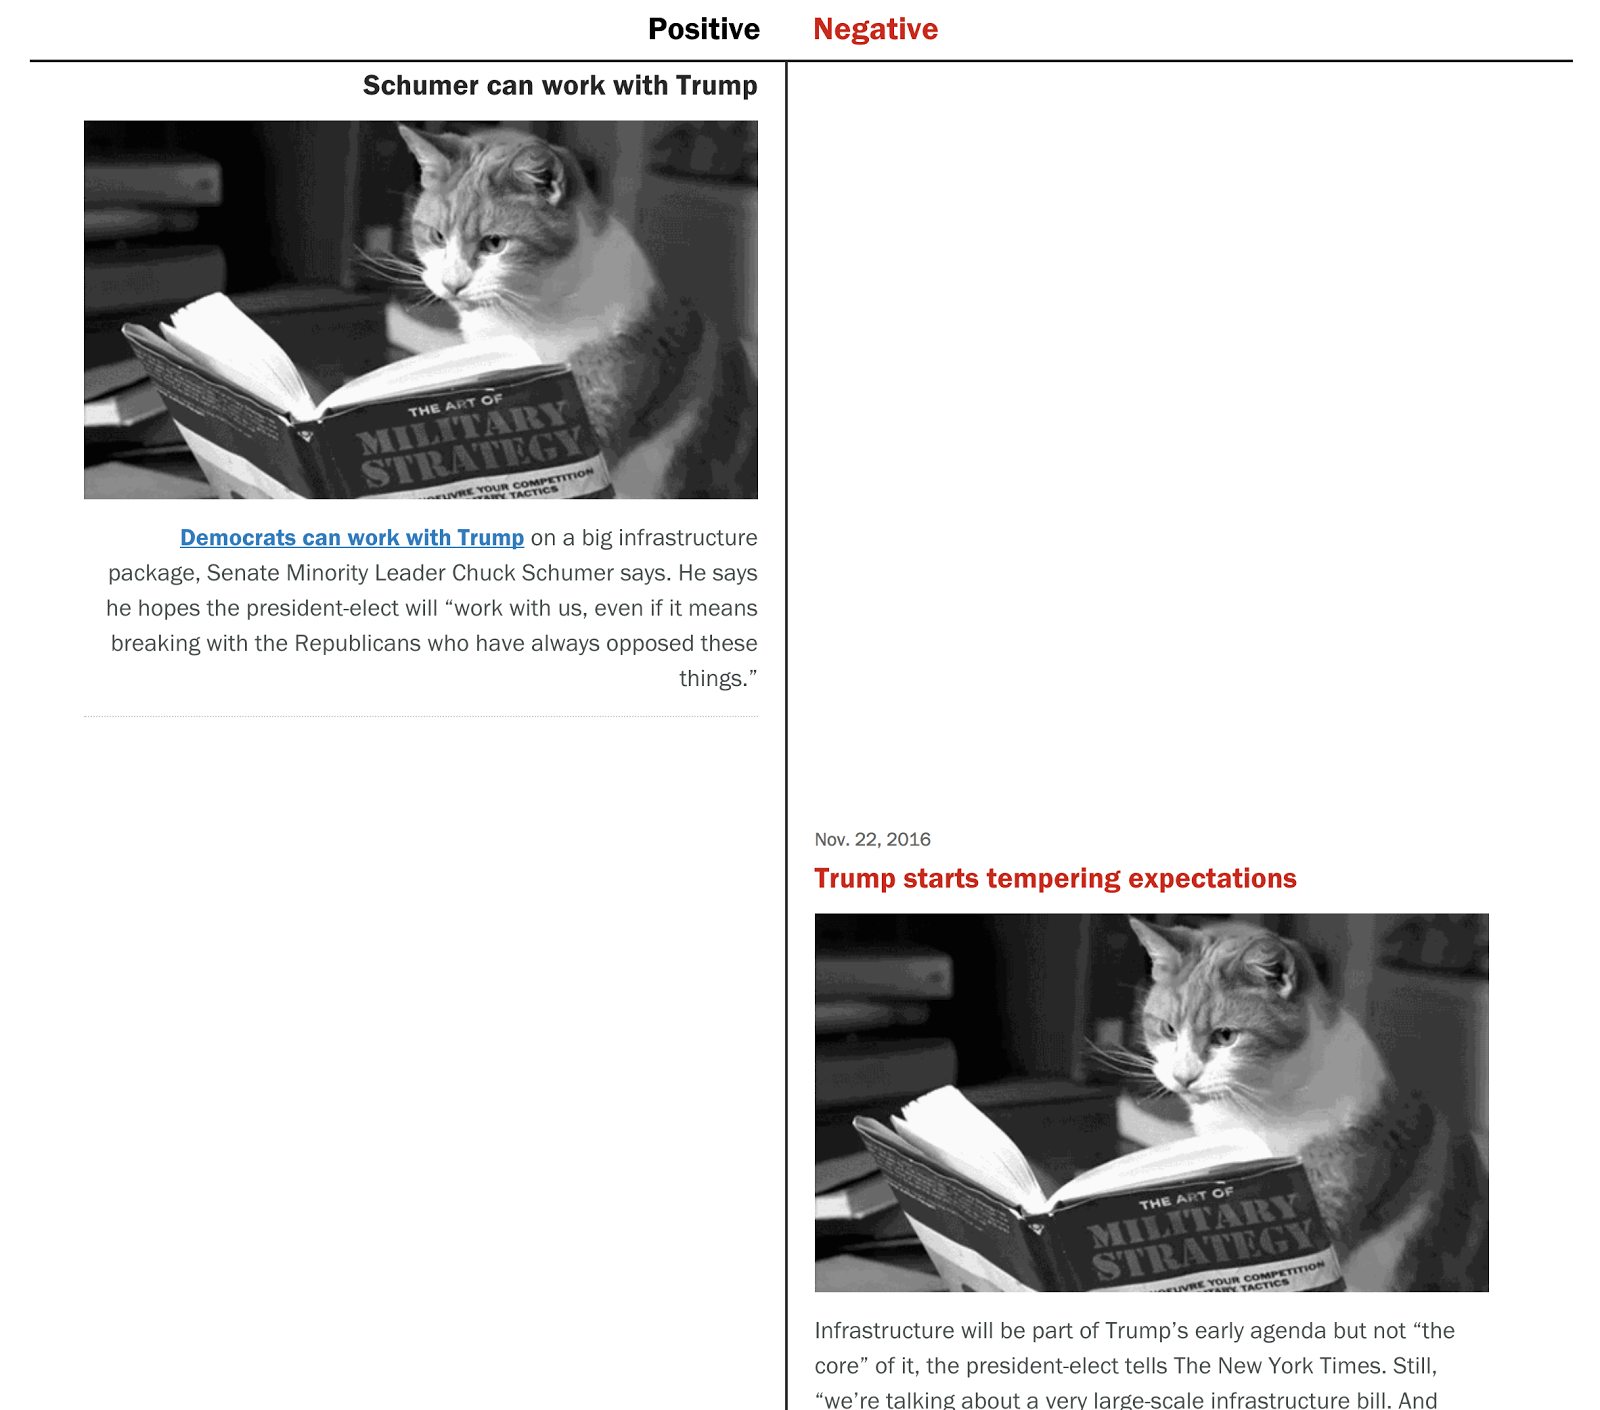 Positive
Negative
Schumer can work with Trump
THE ART OF
MILITARY
STRATEGY
YOUR COMPETITION
TACTICS
Democrats can work with Trump on a big infrastructure
package, Senate Minority Leader Chuck Schumer says. He says
he hopes the president-elect will “work with us, even if it means
breaking with the Republicans who have always opposed these
things.”
Nov. 22, 2016
Trump starts tempering expectations
THE ART OF
MILITARY
STRATEGY
YOUR COMPETITION
TACTICS
Infrastructure will be part of Trump’s early agenda but not “the
core” of it, the president-elect tells The New York Times. Still,
“we’re talking about a very large-scale infrastructure bill. And